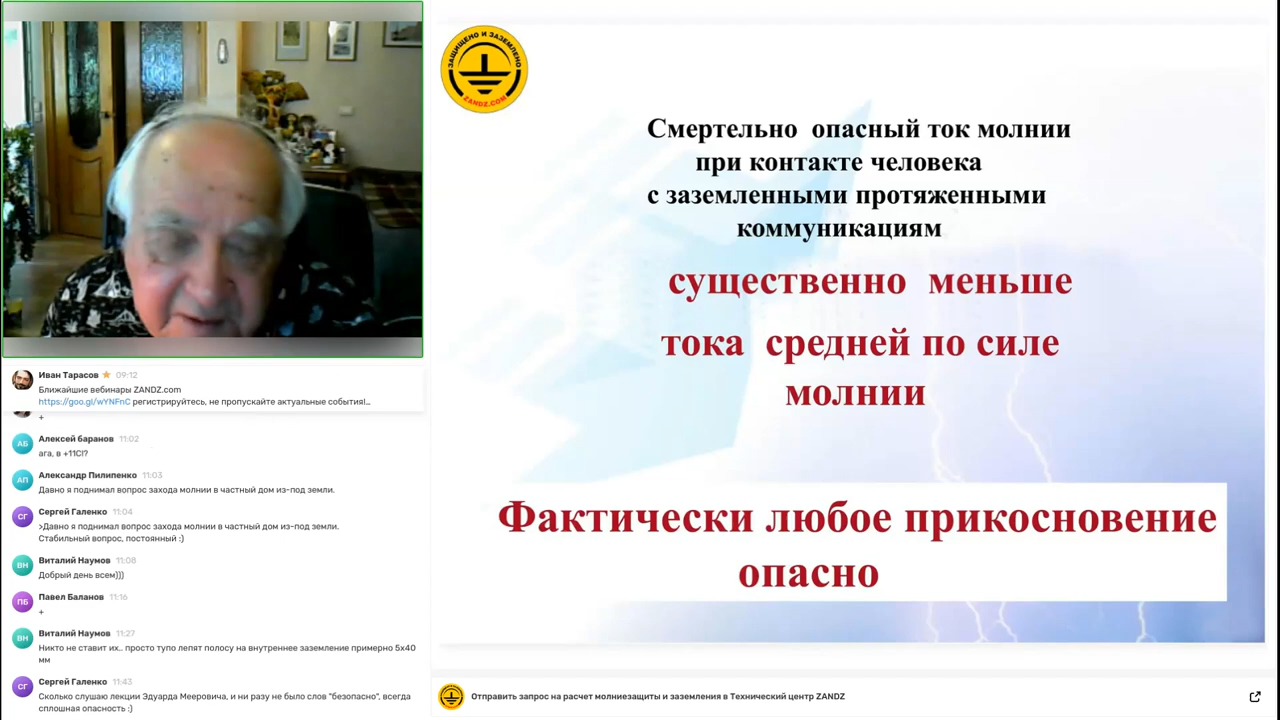 ЗАЩИЩЕНО И ЗАЗЕМЛЕНО
ZANDZ.COM
Смертельно опасный ток молнии
при контакте человека
с заземленными протяженными
коммуникациям
существенно меньше
тока средней по силе
молнии
Фактически любое прикосновение
опасно
Иван Тарасов 09:12
Ближайшие вебинары ZANDZ.com
https://goo.gl/wYNFnC регистрируйтесь, не пропускайте актуальные события!...
+
АБ
Алексей баранов 11:02
ага, в +11С!?
АП
Александр Пилипенко 11:03
Давно я поднимал вопрос захода молнии в частный дом из-под земли.
СГ
Сергей Галенко 11:04
>Давно я поднимал вопрос захода молнии в частный дом из-под земли.
Стабильный вопрос, постоянный :)
ВН
Виталий Наумов 11:08
Добрый день всем)))
ПБ
Павел Баланов 11:16
+
ВН
Виталий Наумов 11:27
Никто не ставит их.. просто тупо лепят полосу на внутреннее заземление примерно 5х40
мм
СГ
Сергей Галенко 11:43
Сколько слушаю лекции Эдуарда Мееровича, и ни разу не было слов "безопасно", всегда
сплошная опасность :)
Отправить запрос на расчет молниезащиты и заземления в Технический центр ZANDZ